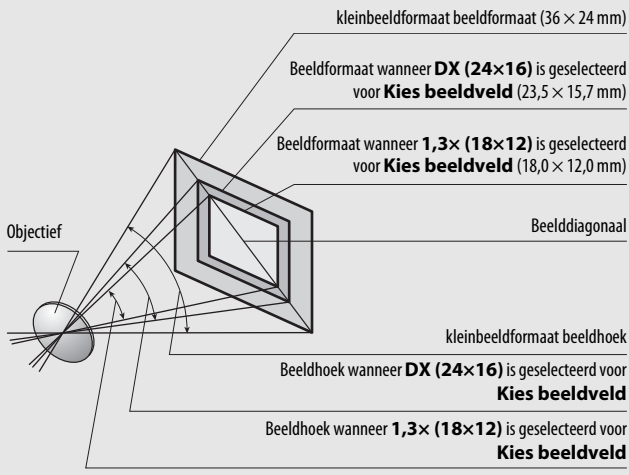 kleinbeeldformaat beeldformaat (36 × 24 mm)
Beeldformaat wanneer DX (24×16) is geselecteerd
voor Kies beeldveld (23,5 × 15,7 mm)
Beeldformaat wanneer 1,3× (18×12) is geselecteerd
voor Kies beeldveld (18,0 × 12,0 mm)
Objectief
Beelddiagonaal
kleinbeeldformaat beeldhoek
Beeldhoek wanneer DX (24×16) is geselecteerd voor
Kies beeldveld
Beeldhoek wanneer 1,3× (18×12) is geselecteerd voor
Kies beeldveld